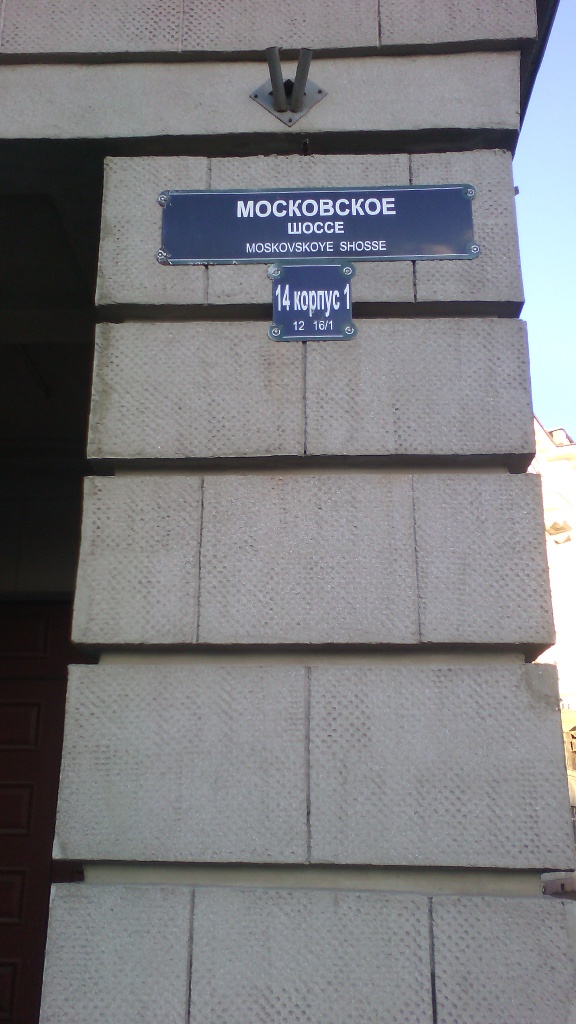 МОСКОВСКОЕ
ШОССЕ
MOSKOVSKOYE SHOSSE
14 корпус 1
12 16/1